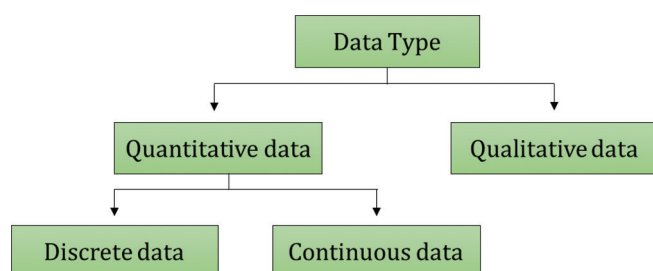 Data Type
Quantitative data
Qualitative data
Discrete data
Continuous data